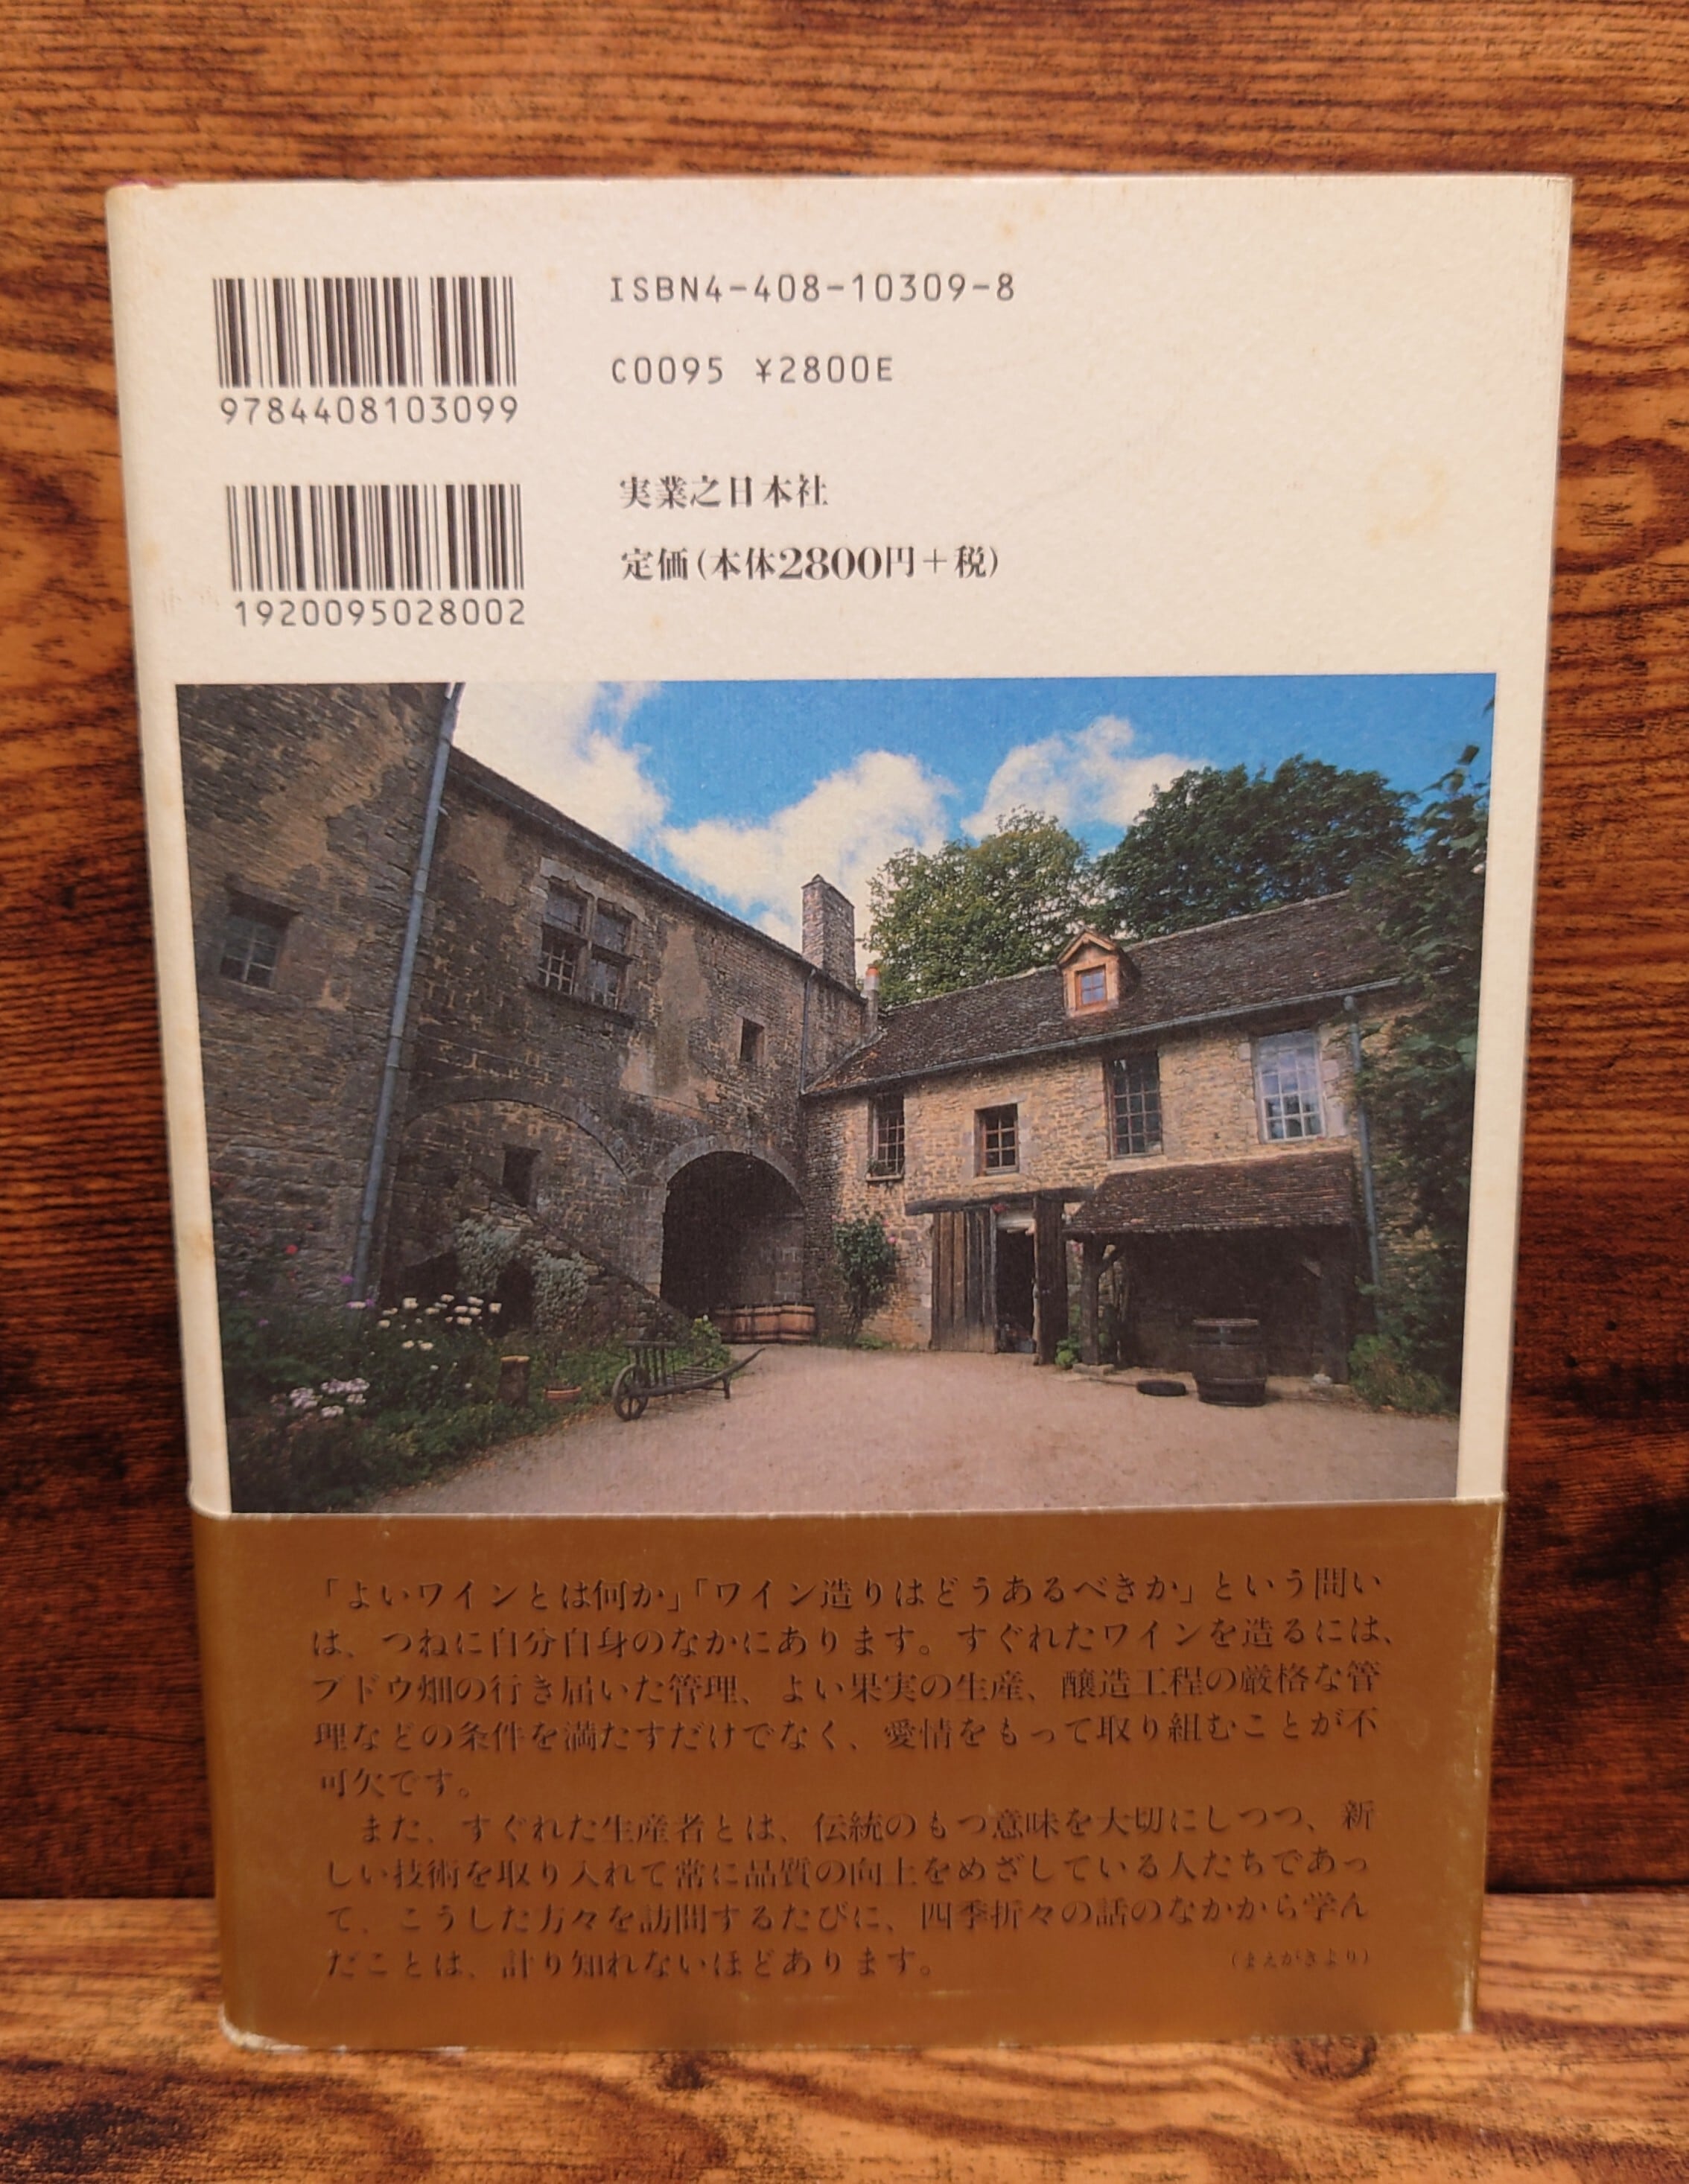 ISBN4-408-10309-8
C0095 ¥2800E
9784408103099
実業之日本社
定価(本体2800円+税)
1920095028002
「よいワインとは何か」「ワイン造りはどうあるべきか」という問い
は、つねに自分自身のなかにあります。すぐれたワインを造るには、
ブドウ畑の行き届いた管理、よい果実の生産、醸造工程の厳格な管
理などの条件を満たすだけでなく、愛情をもって取り組むことが不
可欠です。
また、すぐれた生産者とは、伝統のもつ意味を大切にしつつ、新
しい技術を取り入れて常に品質の向上をめざしている人たちであっ
て、こうした方々を訪問するたびに、四季折々の話のなかから学ん
だことは、計り知れないほどあります。
(まえがきより)